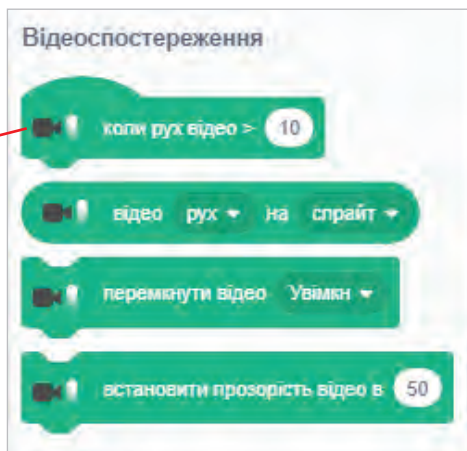 Відеоспостереження
коли рух відео > 10
відео рух на спрайт
перемкнути відео Увімкн
встановити прозорість відео в 50